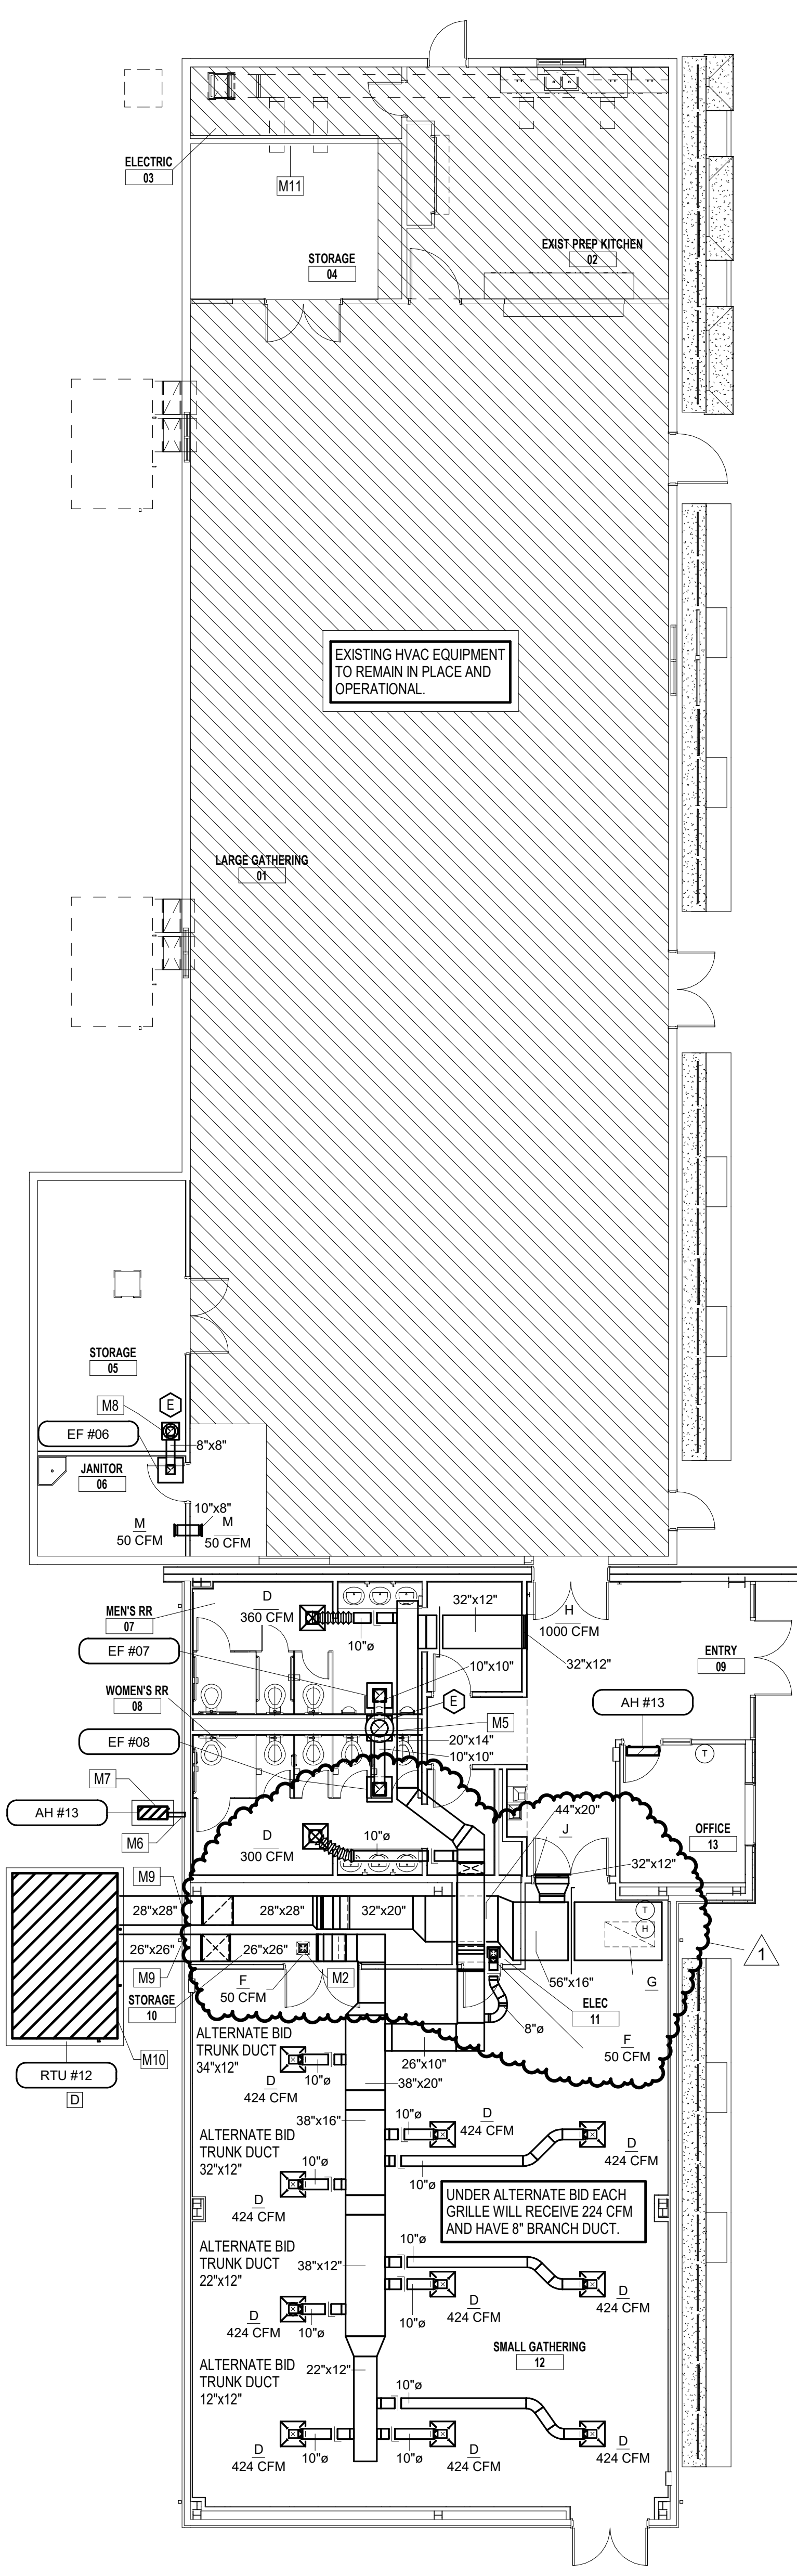 ELECTRIC
03
M11
STORAGE
04
EXIST PREP KITCHEN
02
EXISTING HVAC EQUIPMENT
TO REMAIN IN PLACE AND
OPERATIONAL.
LARGE GATHERING
01
STORAGE
05
M8
E
EF #06
8"x8"
JANITOR
06
10"x8"
M
50 CFM
M
50 CFM
MEN'S RR
07
D
360 CFM
10"ø
32"x12"
H
1000 CFM
32"x12"
ENTRY
09
EF #07
10"x10"
WOMEN'S RR
08
E
M5
AH #13
EF #08
20"x14"
10"x10"
T
M7
AH #13
M6
44"x20"
J
OFFICE
13
D
300 CFM
10"ø
32"x12"
M9
28"x28"
28"x28"
32"x20"
T
H
26"x26"
26"x26"
1
M9
F
50 CFM
M2
56"x16"
G
STORAGE
10
ELEC
11
8"ø
F
50 CFM
M10
RTU #12
D
ALTERNATE BID
TRUNK DUCT
34"x12"
D
424 CFM
10"ø
26"x10"
38"x20"
38"x16"
10"ø
D
424 CFM
D
424 CFM
10"ø
ALTERNATE BID
TRUNK DUCT
32"x12"
10"ø
D
424 CFM
UNDER ALTERNATE BID EACH
GRILLE WILL RECEIVE 224 CFM
AND HAVE 8" BRANCH DUCT.
ALTERNATE BID
TRUNK DUCT
22"x12"
38"x12"
10"ø
10"ø
D
424 CFM
D
424 CFM
D
424 CFM
10"ø
SMALL GATHERING
12
ALTERNATE BID
TRUNK DUCT
12"x12"
22"x12"
10"ø
D
424 CFM
10"ø
10"ø
D
424 CFM
D
424 CFM